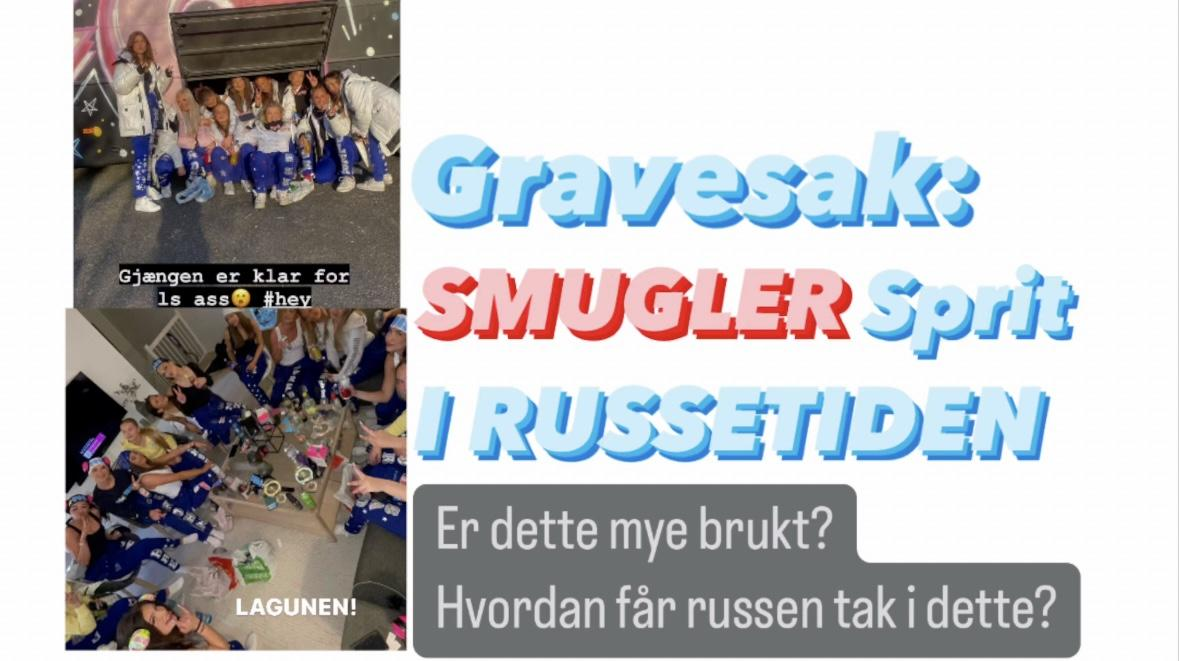 Gjængen er klar for
ls ass😮 #hey
LAGUNEN!
Gravesak:
SMUGLER Sprit
I RUSSETIDEN
Er dette mye brukt?
Hvordan får russen tak i dette?